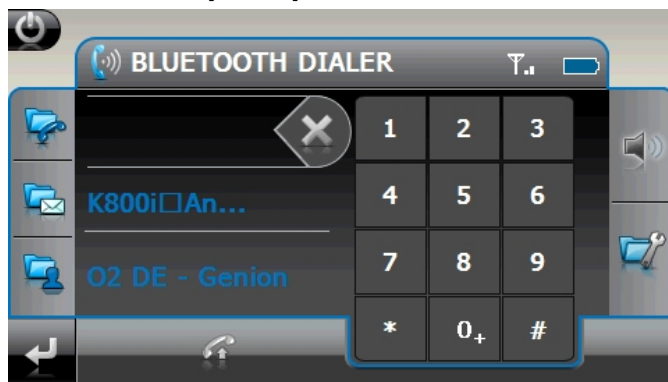 BLUETOOTH DIALER
1 2 3
K800i□An...
4 5 6
O2 DE - Genion
7 8 9
* 0+ #